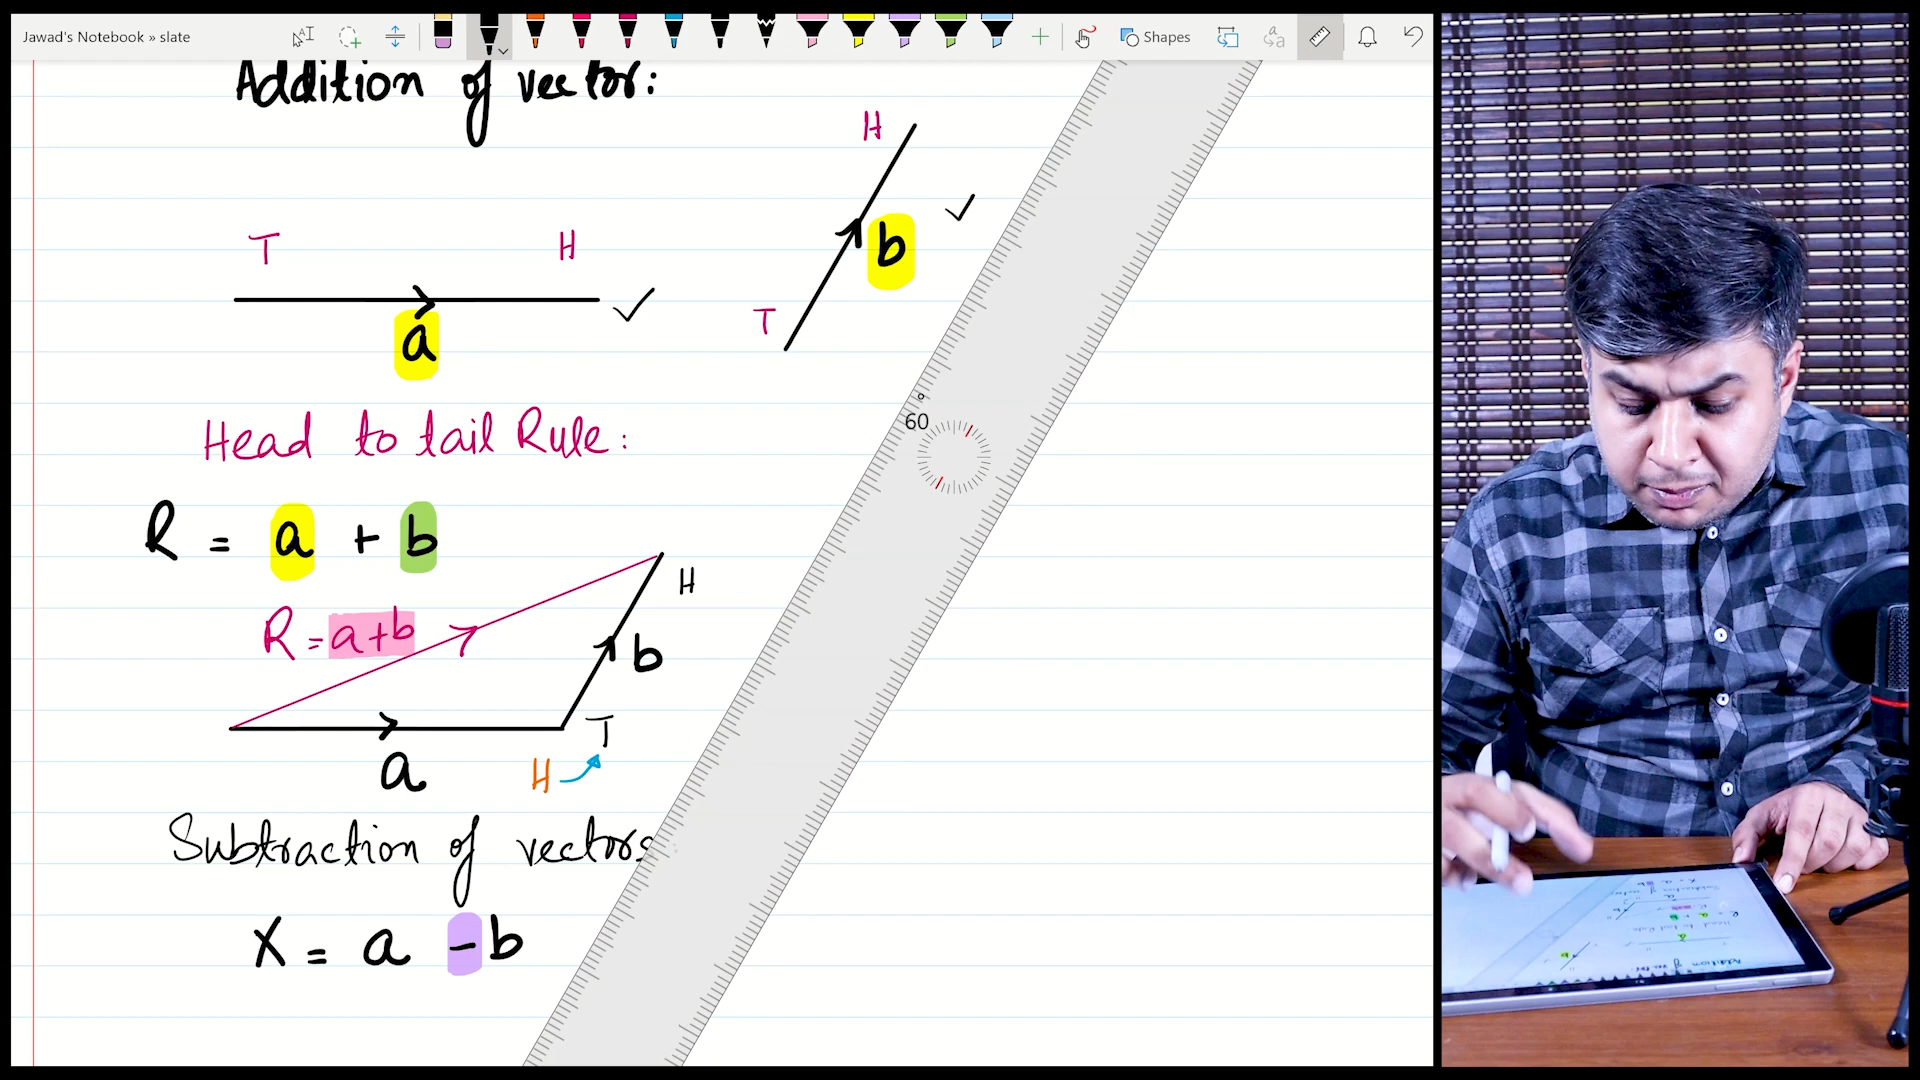 Jawad's Notebook » slate
Shapes
Addition of vector:
H
T H
b
a
T
60°
Head to tail Rule:
R = a + b
H
R = a+b
b
T
a
H
Subtraction of vectors
X = a - b